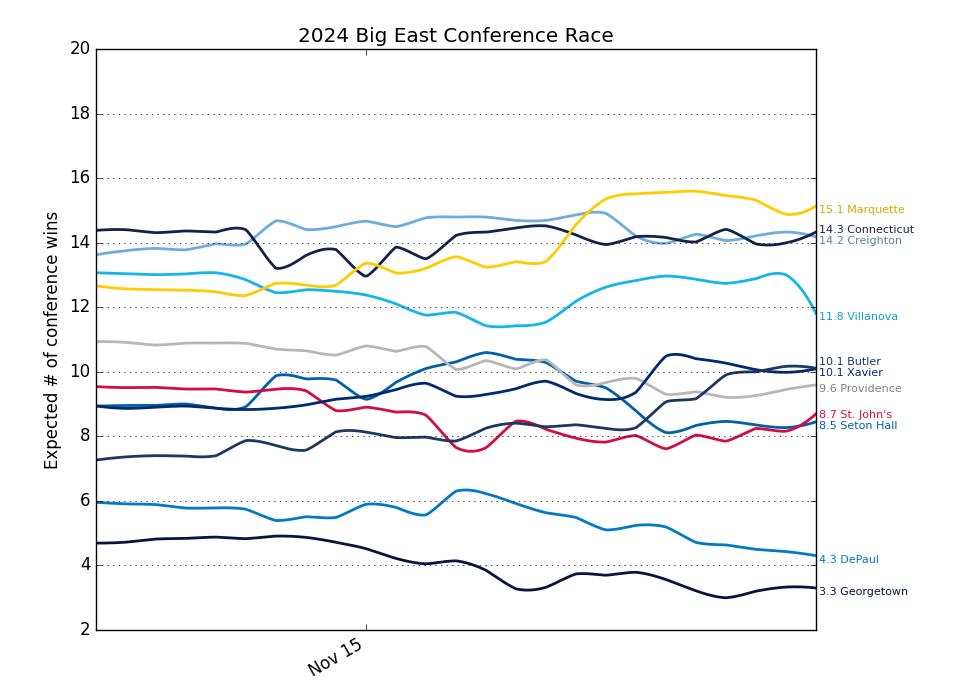 2024 Big East Conference Race
Expected # of conference wins
20
18
16
14
12
10
8
6
4
2
Nov 15
15.1 Marquette
14.3 Connecticut
14.2 Creighton
11.8 Villanova
10.1 Butler
10.1 Xavier
9.6 Providence
8.7 St. John's
8.5 Seton Hall
4.3 DePaul
3.3 Georgetown